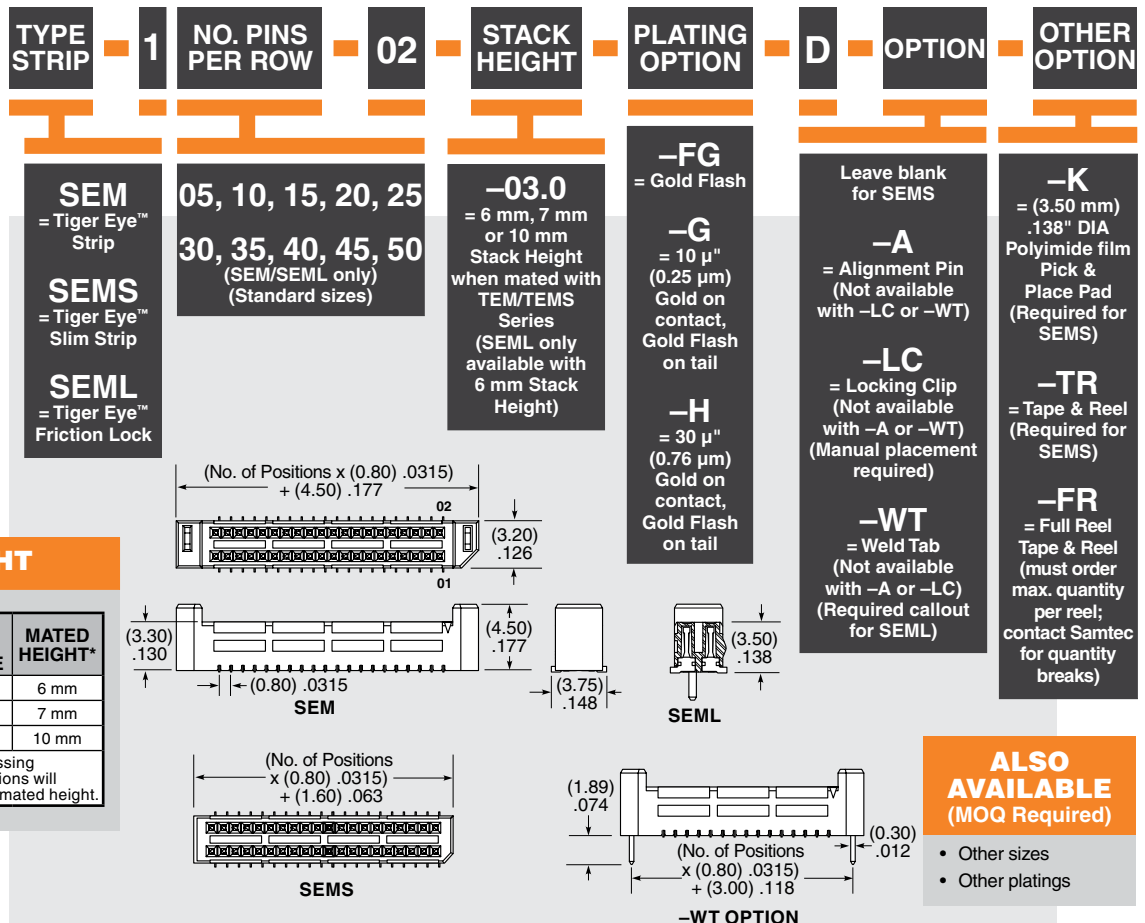 TYPE
STRIP
1
NO. PINS
PER ROW
02
STACK
HEIGHT
PLATING
OPTION
D
OPTION
OTHER
OPTION
SEM
= Tiger Eye™
Strip
SEMS
= Tiger Eye™
Slim Strip
SEML
= Tiger Eye™
Friction Lock
05, 10, 15, 20, 25
30, 35, 40, 45, 50
(SEM/SEML only)
(Standard sizes)
–03.0
= 6 mm, 7 mm
or 10 mm
Stack Height
when mated with
TEM/TEMS
Series
(SEML only
available with
6 mm Stack
Height)
–FG
= Gold Flash
–G
= 10 µ"
(0.25 µm)
Gold on
contact,
Gold Flash
on tail
–H
= 30 µ"
(0.76 µm)
Gold on
contact,
Gold Flash
on tail
Leave blank
for SEMS
–A
= Alignment Pin
(Not available
with –LC or –WT)
–LC
= Locking Clip
(Not available
with –A or –WT)
(Manual placement
required)
–WT
= Weld Tab
(Not available
with –A or –LC)
(Required callout
for SEML)
–K
= (3.50 mm)
.138" DIA
Polyimide film
Pick &
Place Pad
(Required for
SEMS)
–TR
= Tape & Reel
(Required for
SEMS)
–FR
= Full Reel
Tape & Reel
(must order
max. quantity
per reel;
contact Samtec
for quantity
breaks)
(No. of Positions x (0.80) .0315)
+ (4.50) .177
02
01
(3.20)
.126
(3.30)
.130
(4.50)
.177
(0.80) .0315
SEM
(3.75)
.148
(3.50)
.138
SEML
HT
E
MATED
HEIGHT*
6 mm
7 mm
10 mm
ssing
ions will
mated height.
(No. of Positions
x (0.80) .0315)
+ (1.60) .063
SEMS
(1.89)
.074
(0.30)
.012
(No. of Positions
x (0.80) .0315)
+ (3.00) .118
–WT OPTION
ALSO
AVAILABLE
(MOQ Required)
• Other sizes
• Other platings